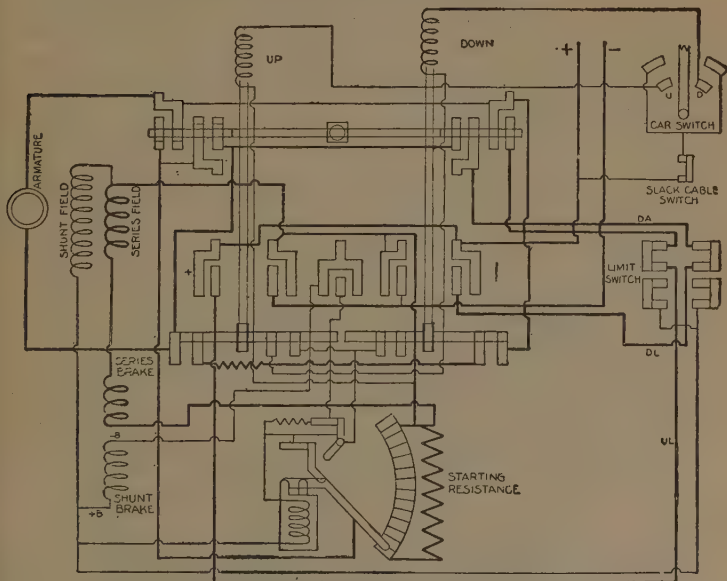 UP
DOWN
+
−
U
D
CAR SWITCH
SLACK CABLE
SWITCH
ARMATURE
SHUNT FIELD
SERIES FIELD
DA
+
−
LIMIT
SWITCH
DL
SERIES
BRAKE
-B
SHUNT
BRAKE
+B
STARTING
RESISTANCE
UL